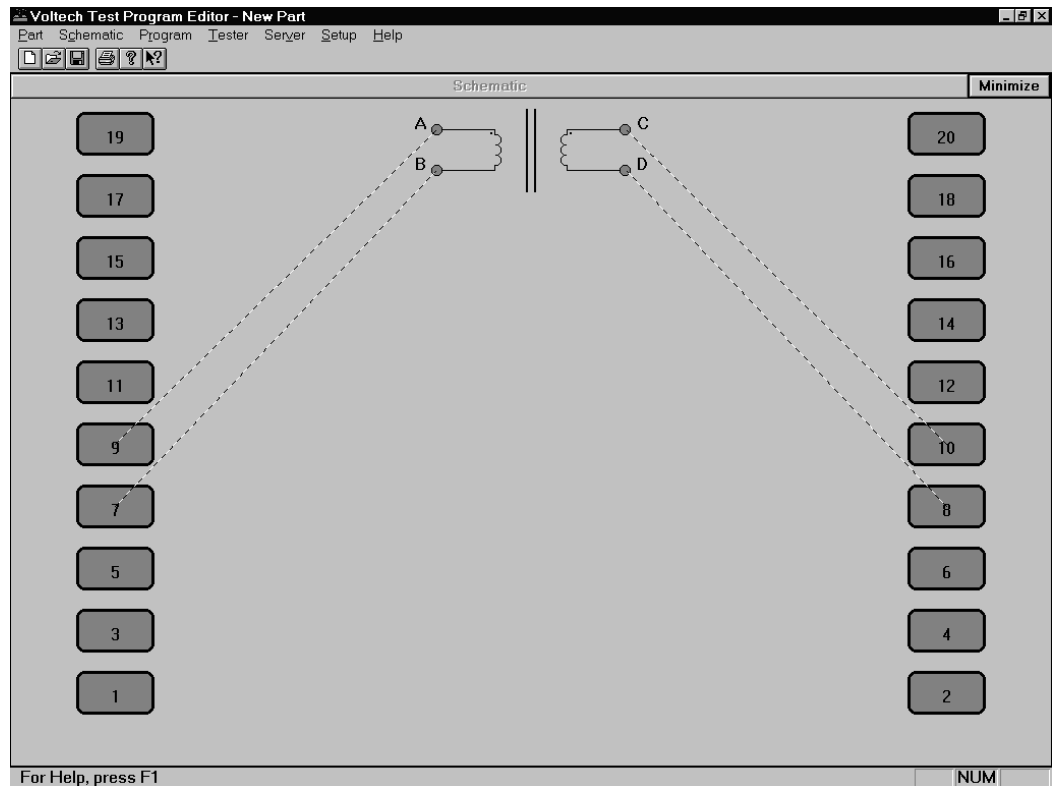 Voltech Test Program Editor - New Part
Part Schematic Program Tester Server Setup Help
Schematic Minimize
19 A C 20
B D
17 18
15 16
13 14
11 12
9 10
7 8
5 6
3 4
1 2
For Help, press F1 NUM